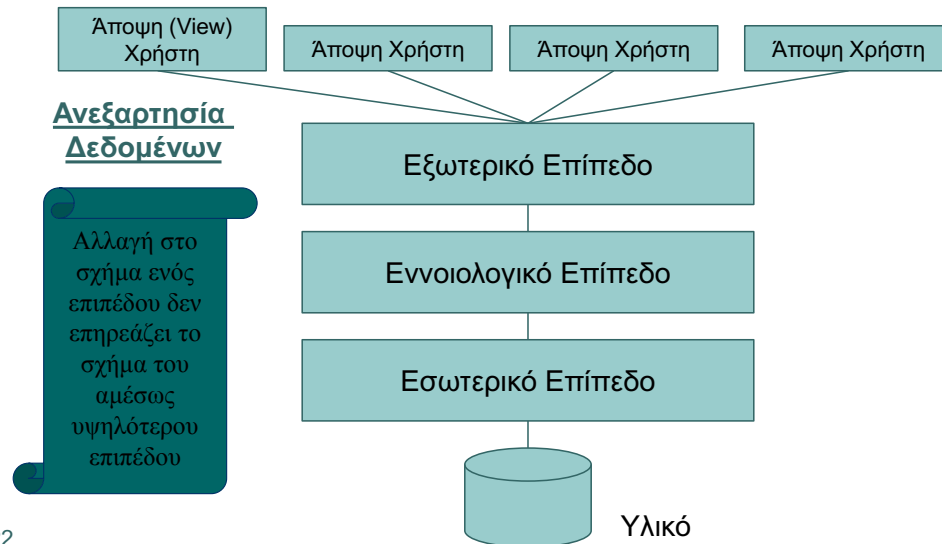 Άποψη (View)
Χρήστη
Άποψη Χρήστη
Άποψη Χρήστη
Άποψη Χρήστη
Ανεξαρτησία
Δεδομένων
Εξωτερικό Επίπεδο
Αλλαγή στο
σχήμα ενός
επιπέδου δεν
επηρεάζει το
σχήμα του
αμέσως
υψηλότερου
επιπέδου
Εννοιολογικό Επίπεδο
Εσωτερικό Επίπεδο
Υλικό
2